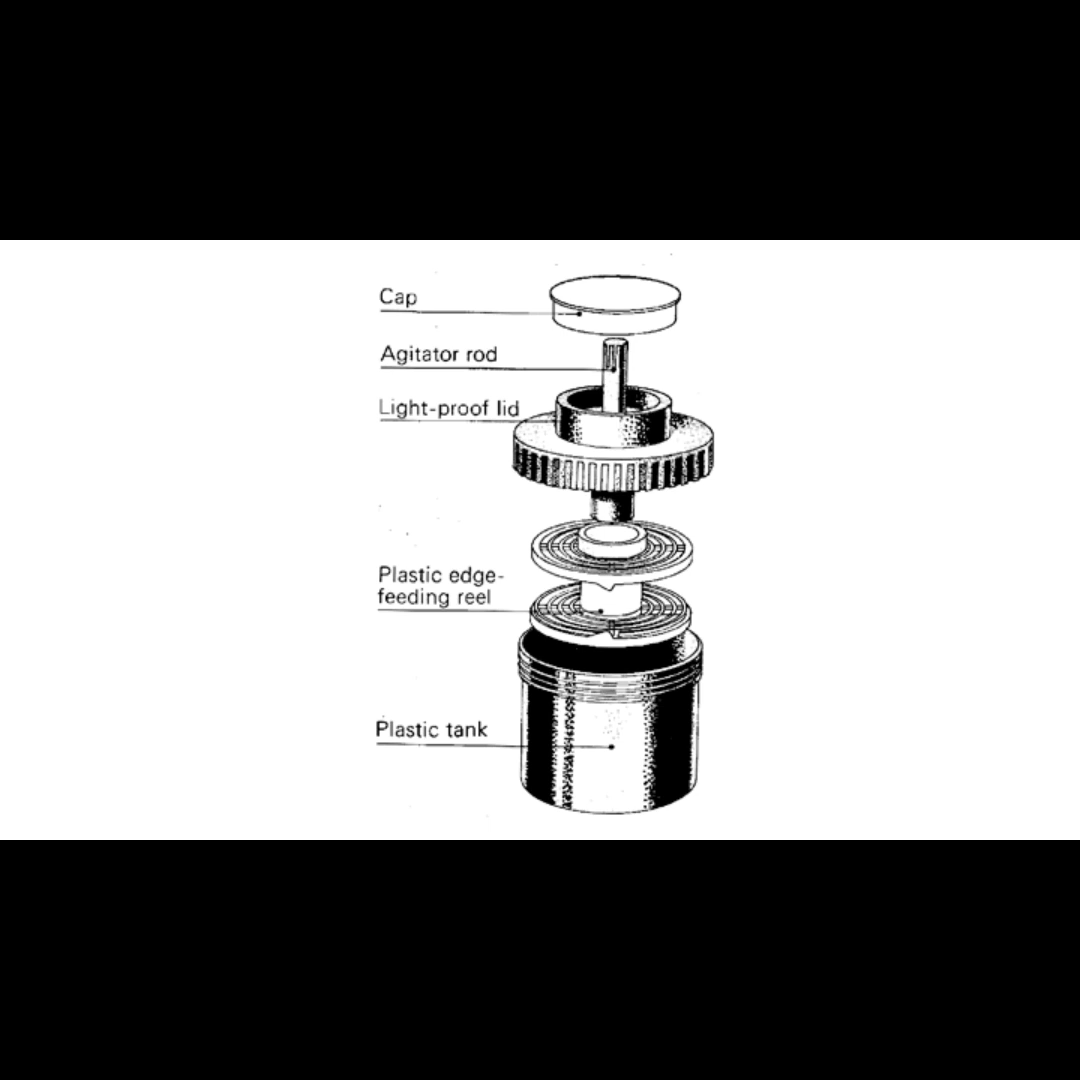 Cap
Agitator rod
Light-proof lid
Plastic edge-
feeding reel
Plastic tank